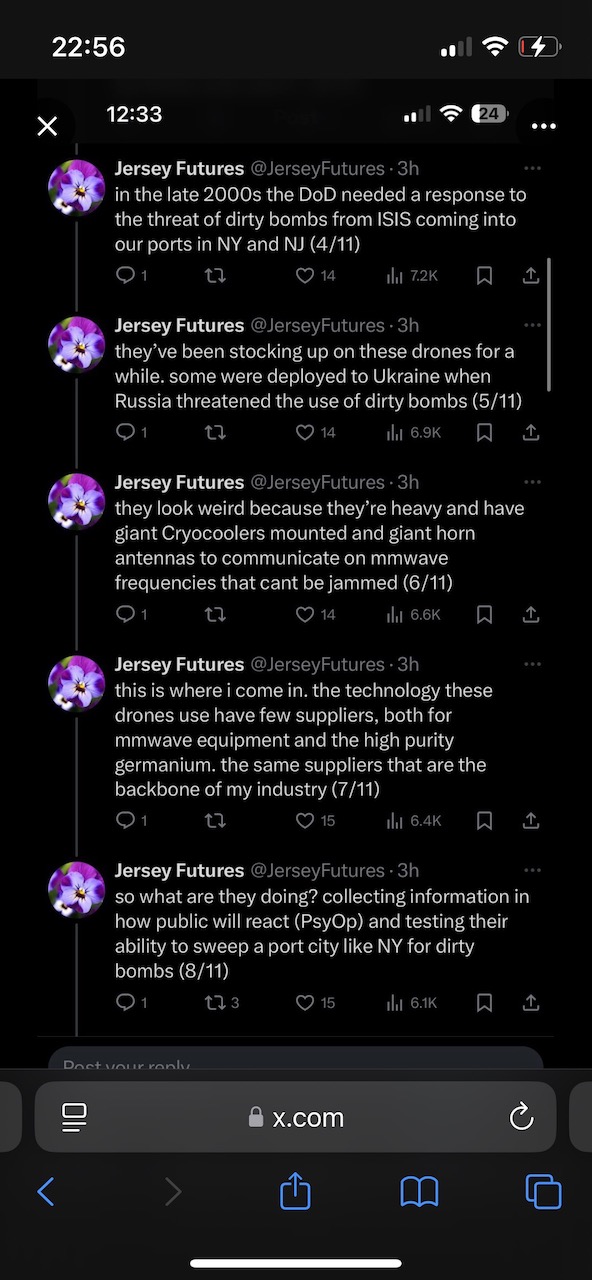 22:56
12:33
24
Jersey Futures @JerseyFutures · 3h
in the late 2000s the DoD needed a response to
the threat of dirty bombs from ISIS coming into
our ports in NY and NJ (4/11)
1 14 7.2K
Jersey Futures @JerseyFutures · 3h
they’ve been stocking up on these drones for a
while. some were deployed to Ukraine when
Russia threatened the use of dirty bombs (5/11)
1 14 6.9K
Jersey Futures @JerseyFutures · 3h
they look weird because they’re heavy and have
giant Cryocoolers mounted and giant horn
antennas to communicate on mmwave
frequencies that cant be jammed (6/11)
1 14 6.6K
Jersey Futures @JerseyFutures · 3h
this is where i come in. the technology these
drones use have few suppliers, both for
mmwave equipment and the high purity
germanium. the same suppliers that are the
backbone of my industry (7/11)
1 15 6.4K
Jersey Futures @JerseyFutures · 3h
so what are they doing? collecting information in
how public will react (PsyOp) and testing their
ability to sweep a port city like NY for dirty
bombs (8/11)
1 3 15 6.1K
Post your reply
x.com